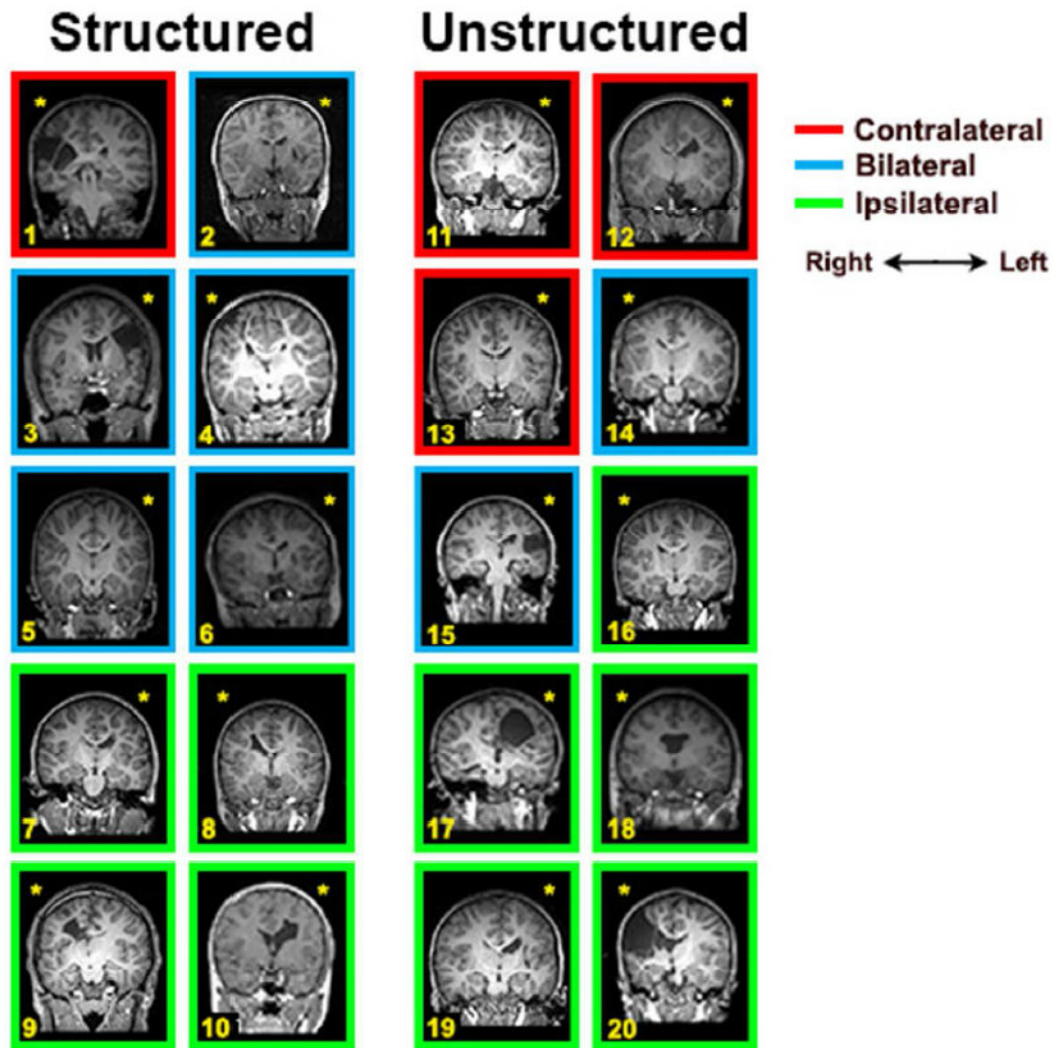 Structured Unstructured
* * * *
1 2 11 12
Contralateral
Bilateral
Ipsilateral
Right Left
* * * *
3 4 13 14
* * * *
5 6 15 16
* * * *
7 8 17 18
* * * *
9 10 19 20